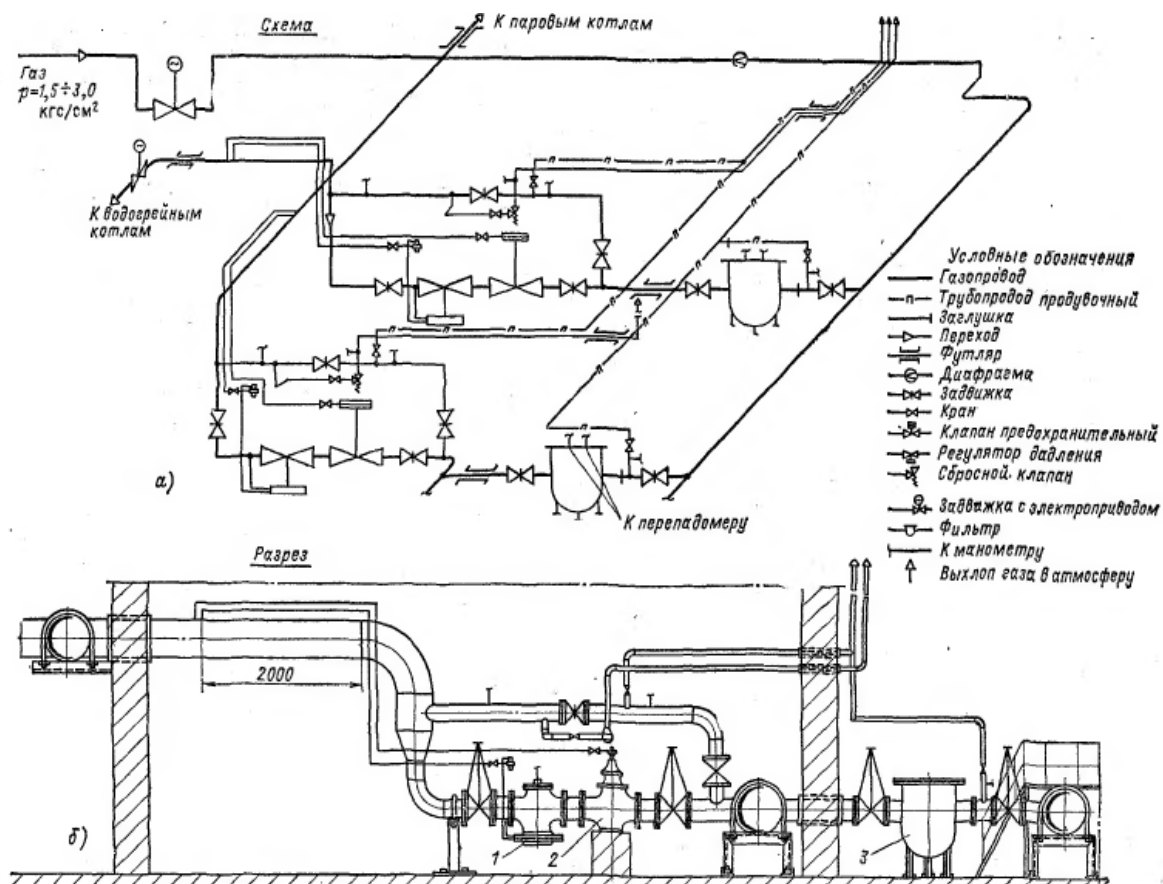 Схема
К паровым котлам
Газ
р=1,5÷3,0
кгс/см²
К водогрейным
котлам
а)
К перепадомеру
Условные обозначения
Газопровод
Трубопровод продувочный
Заглушка
Переход
Футляр
Диафрагма
Задвижка
Кран
Клапан предохранительный
Регулятор давления
Сбросной клапан
Задвижка с электроприводом
Фильтр
К манометру
Выхлоп газа в атмосферу
Разрез
2000
б)
1
2
3